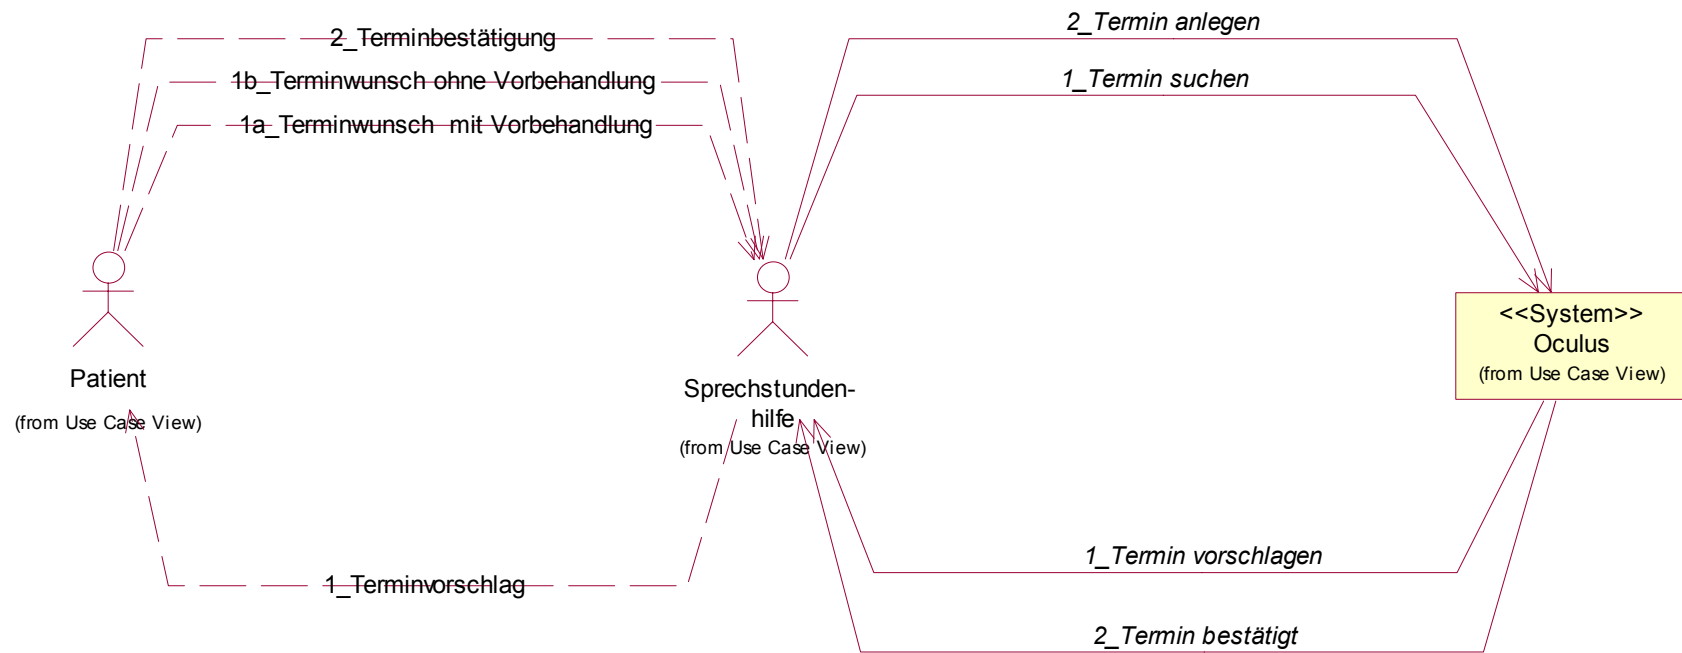 2_Terminbestätigung
1b_Terminwunsch ohne Vorbehandlung
1a_Terminwunsch mit Vorbehandlung
2_Termin anlegen
1_Termin suchen
Patient
(from Use Case View)
Sprechstunden-
hilfe
(from Use Case View)
<<System>>
Oculus
(from Use Case View)
1_Terminvorschlag
1_Termin vorschlagen
2_Termin bestätigt